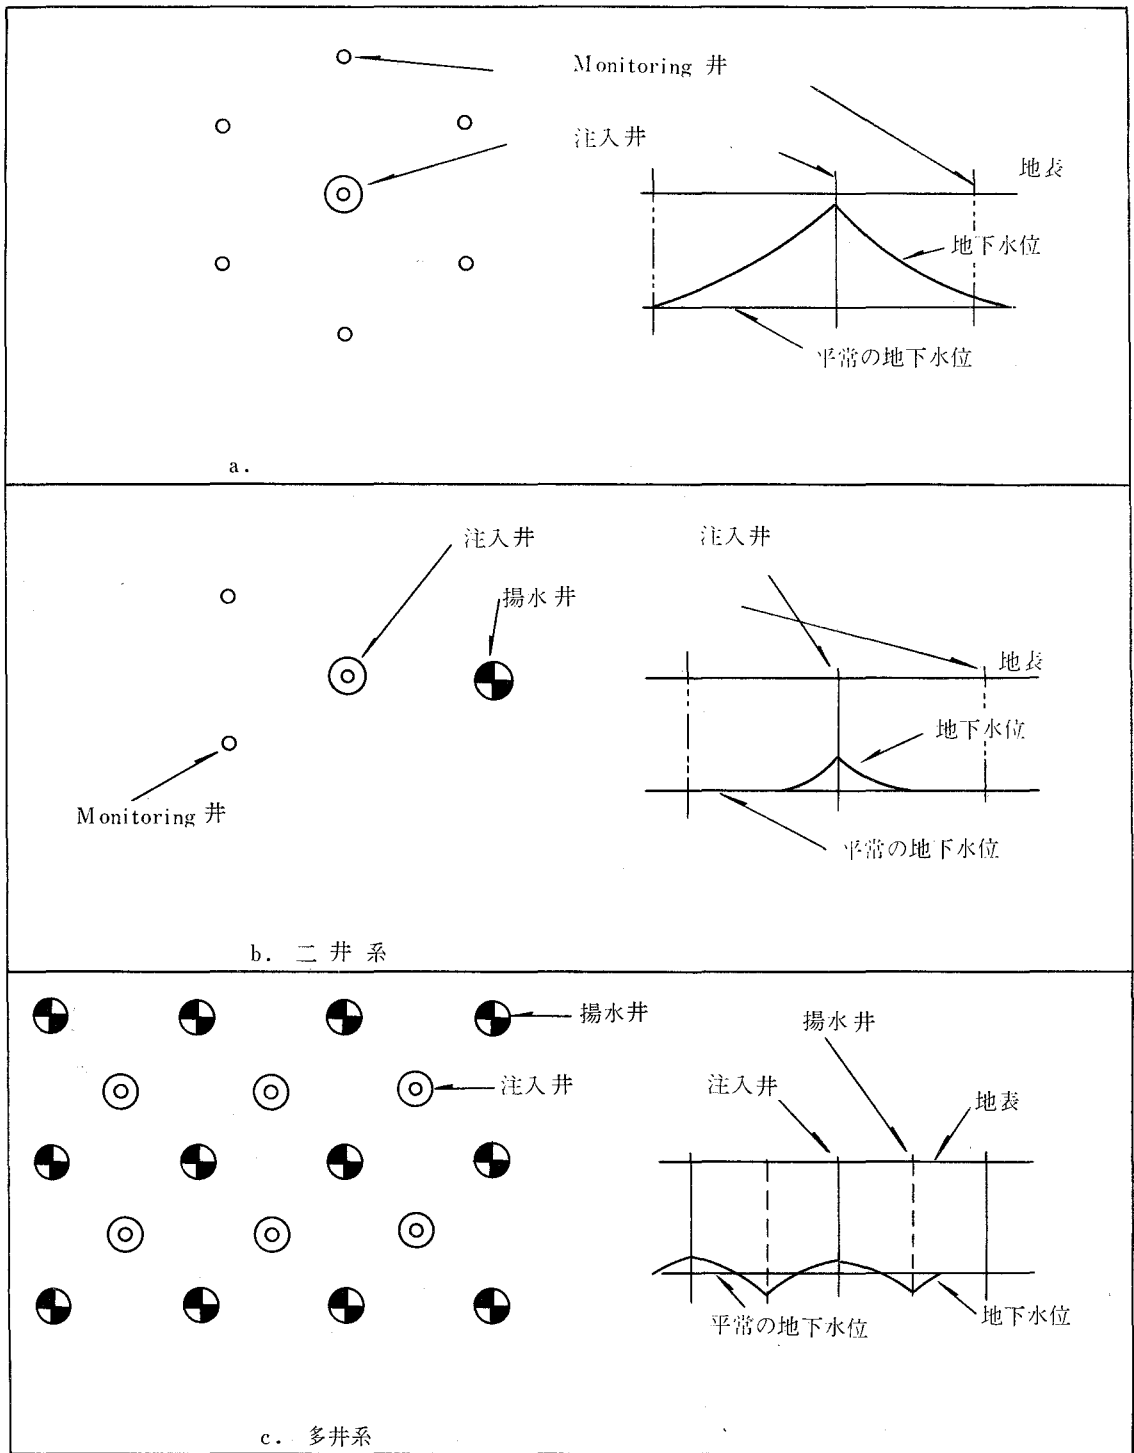 Monitoring 井
注入井
地表
地下水位
平常の地下水位
a.
注入井
注入井
揚水井
地表
地下水位
Monitoring 井
平常の地下水位
b. 二井系
揚水井
揚水井
注入井
注入井
地表
平常の地下水位
地下水位
c. 多井系